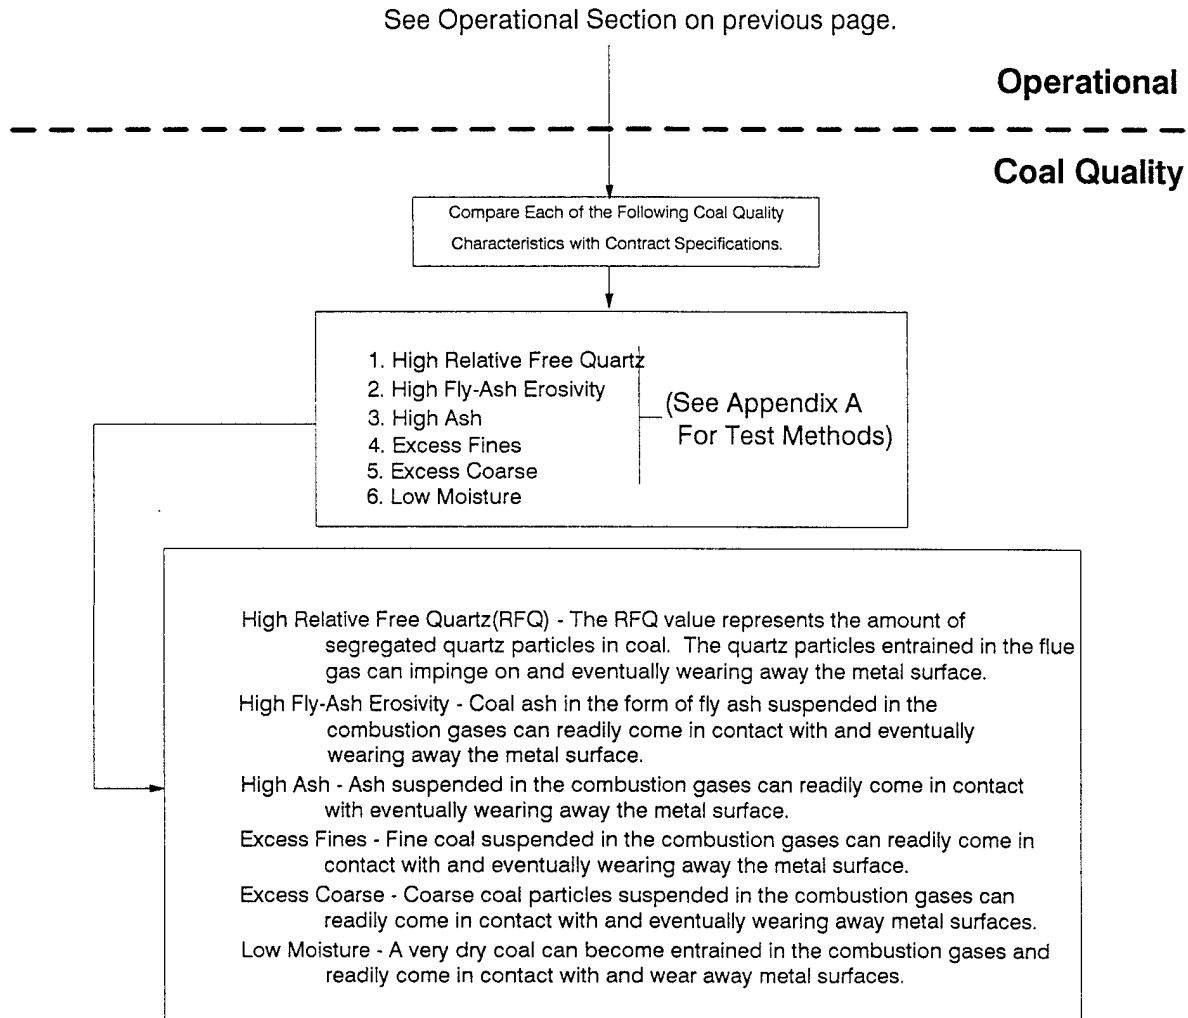 See Operational Section on previous page.
Operational
Coal Quality
Compare Each of the Following Coal Quality
Characteristics with Contract Specifications.
1. High Relative Free Quartz
2. High Fly-Ash Erosivity
3. High Ash
4. Excess Fines
5. Excess Coarse
6. Low Moisture
(See Appendix A
For Test Methods)
High Relative Free Quartz(RFQ) - The RFQ value represents the amount of
segregated quartz particles in coal. The quartz particles entrained in the flue
gas can impinge on and eventually wearing away the metal surface.
High Fly-Ash Erosivity - Coal ash in the form of fly ash suspended in the
combustion gases can readily come in contact with and eventually
wearing away the metal surface.
High Ash - Ash suspended in the combustion gases can readily come in contact
with eventually wearing away the metal surface.
Excess Fines - Fine coal suspended in the combustion gases can readily come in
contact with and eventually wearing away the metal surface.
Excess Coarse - Coarse coal particles suspended in the combustion gases can
readily come in contact with and eventually wearing away metal surfaces.
Low Moisture - A very dry coal can become entrained in the combustion gases and
readily come in contact with and wear away metal surfaces.